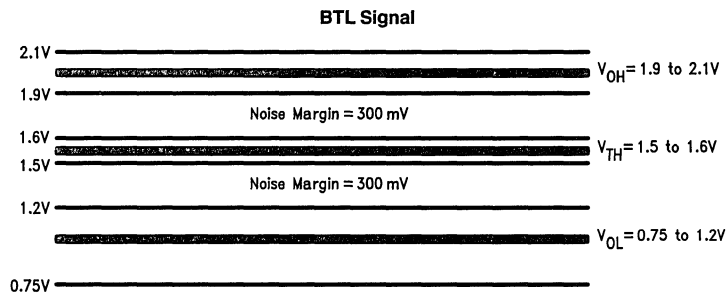 BTL Signal
2.1V
V_OH = 1.9 to 2.1V
1.9V
Noise Margin = 300 mV
1.6V
V_TH = 1.5 to 1.6V
1.5V
Noise Margin = 300 mV
1.2V
V_OL = 0.75 to 1.2V
0.75V